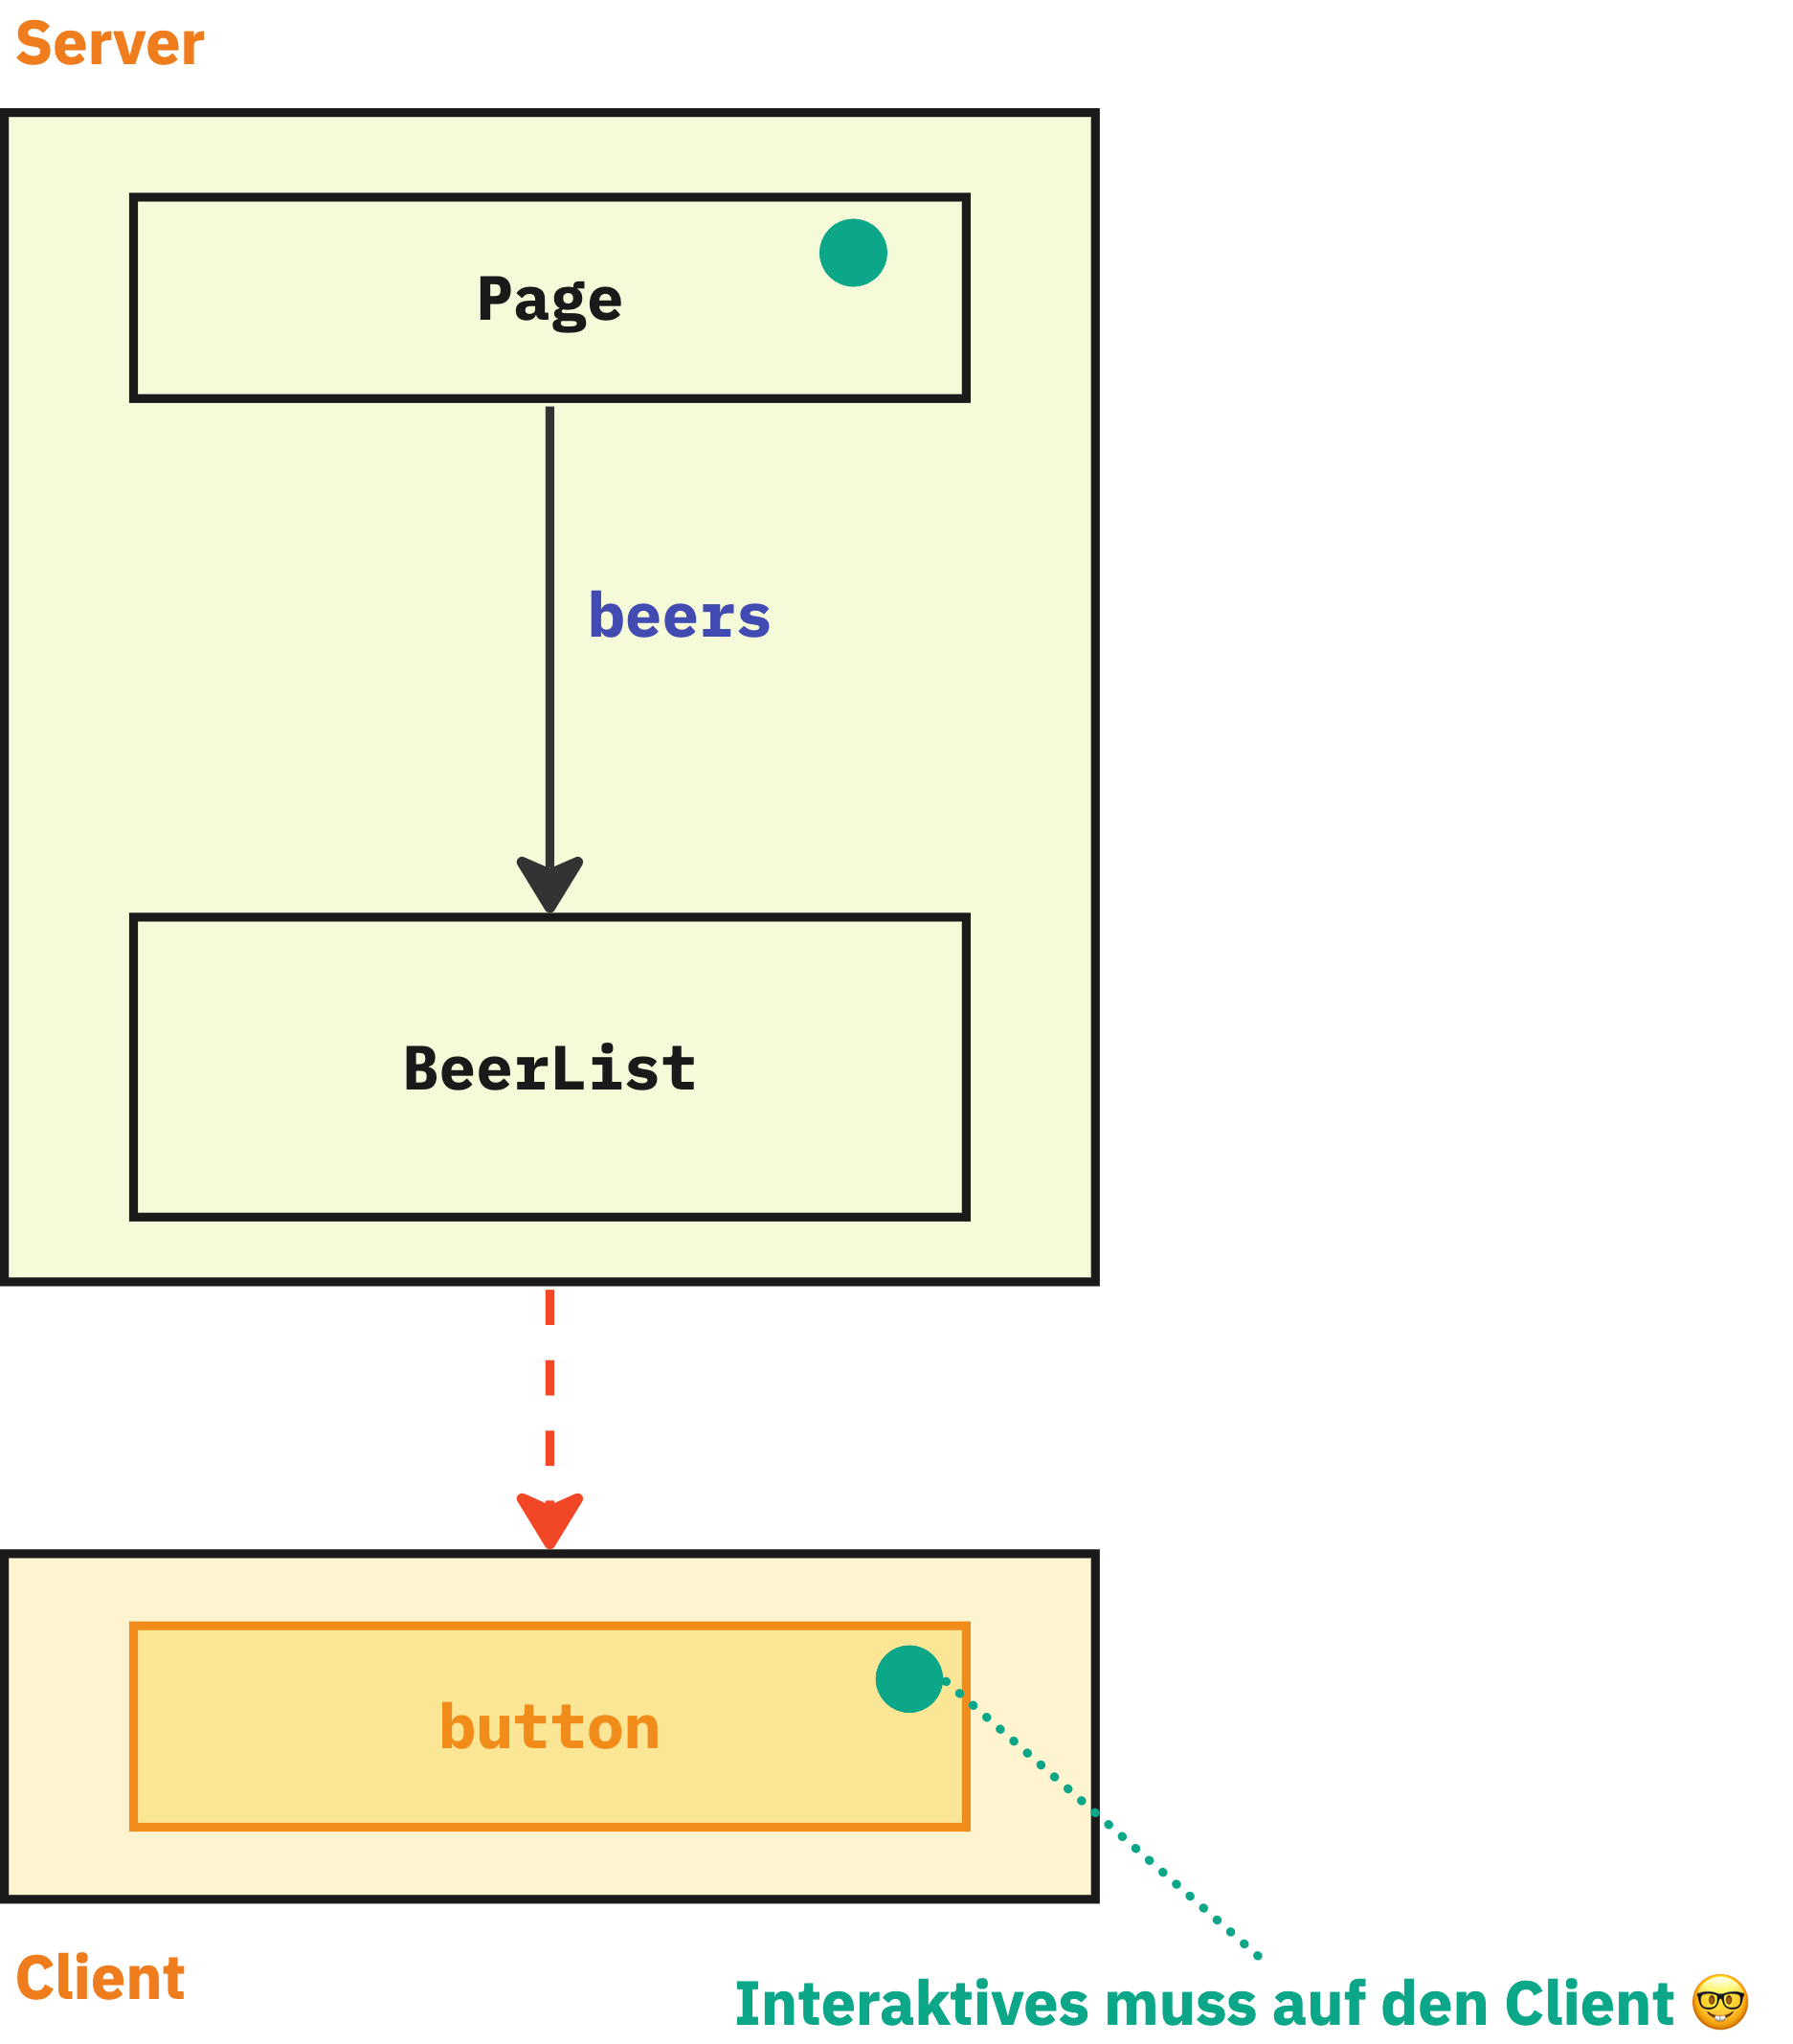 Server
Page
beers
BeerList
button
Client
Interaktives muss auf den Client 🤓